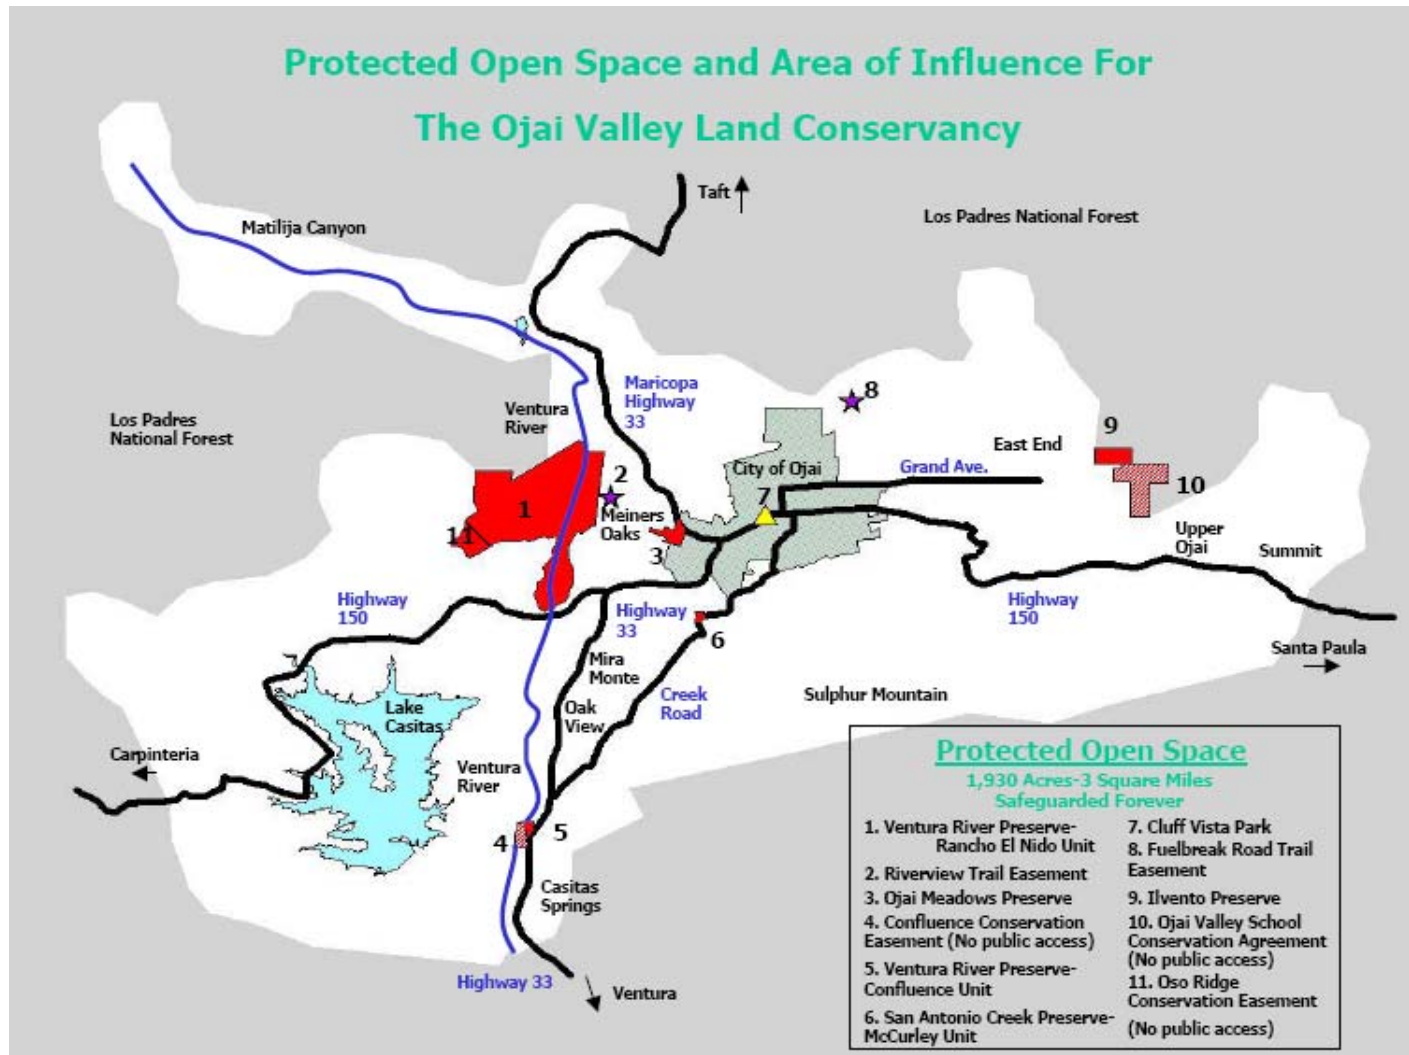 Protected Open Space and Area of Influence For
The Ojai Valley Land Conservancy
Taft
Los Padres National Forest
Matilija Canyon
Maricopa
Highway
33
8
Ventura
River
Los Padres
National Forest
9
East End
City of Ojai
Grand Ave.
2
7
10
1
Meiners
Oaks
11
3
Upper
Ojai
Summit
Highway
150
Highway
33
Highway
150
6
Santa Paula
Mira
Monte
Creek
Road
Sulphur Mountain
Lake
Casitas
Oak
View
Carpinteria
Ventura
River
4
5
Casitas
Springs
Highway 33
Ventura
Protected Open Space
1,930 Acres-3 Square Miles
Safeguarded Forever
1. Ventura River Preserve-
Rancho El Nido Unit
2. Riverview Trail Easement
3. Ojai Meadows Preserve
4. Confluence Conservation
Easement (No public access)
5. Ventura River Preserve-
Confluence Unit
6. San Antonio Creek Preserve-
McCurley Unit
7. Cluff Vista Park
8. Fuelbreak Road Trail
Easement
9. Ilvento Preserve
10. Ojai Valley School
Conservation Agreement
(No public access)
11. Oso Ridge
Conservation Easement
(No public access)